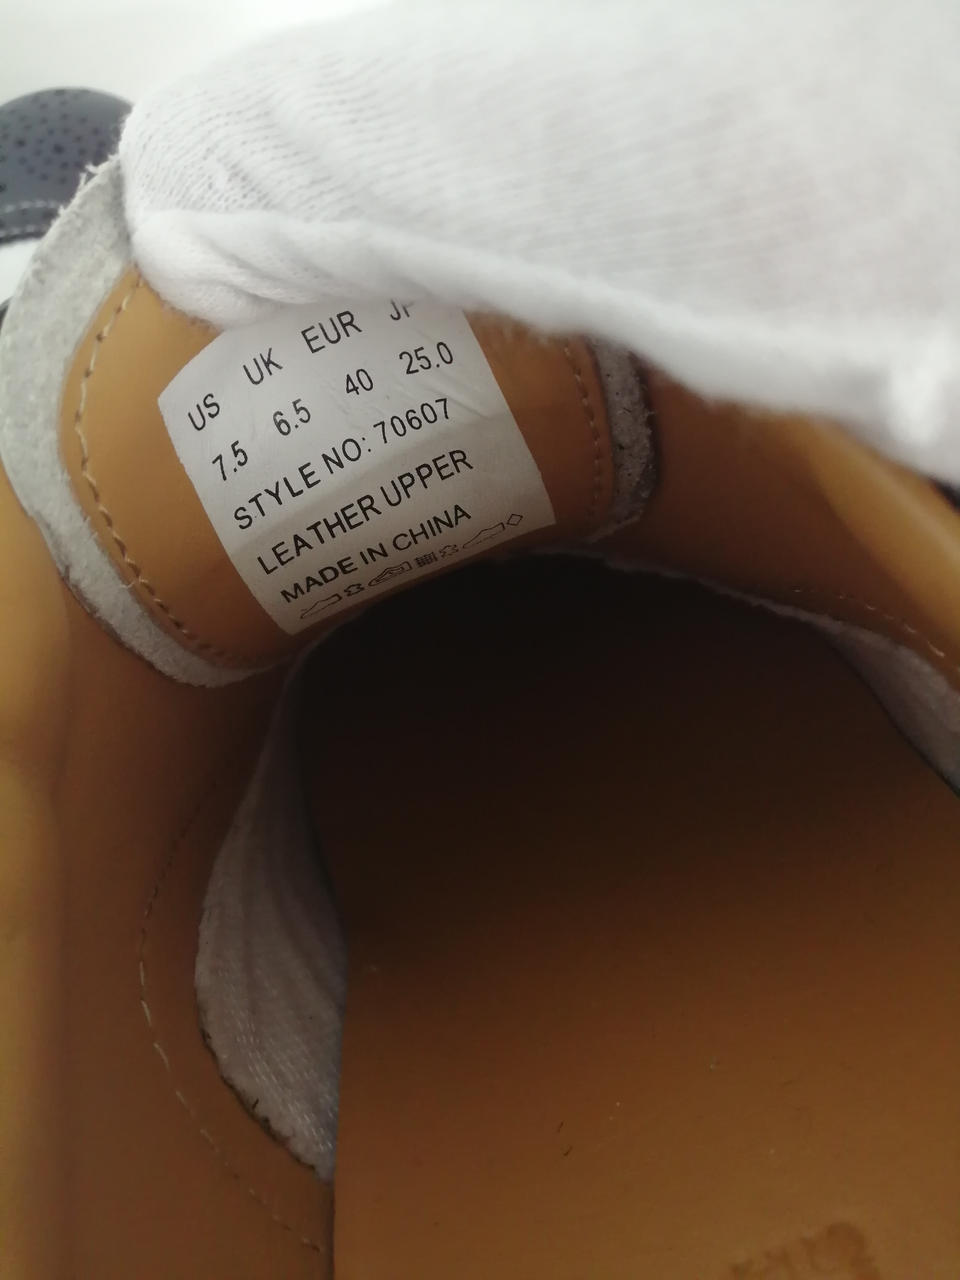 US UK EUR JP
7.5 6.5 40 25.0
STYLE NO: 70607
LEATHER UPPER
MADE IN CHINA